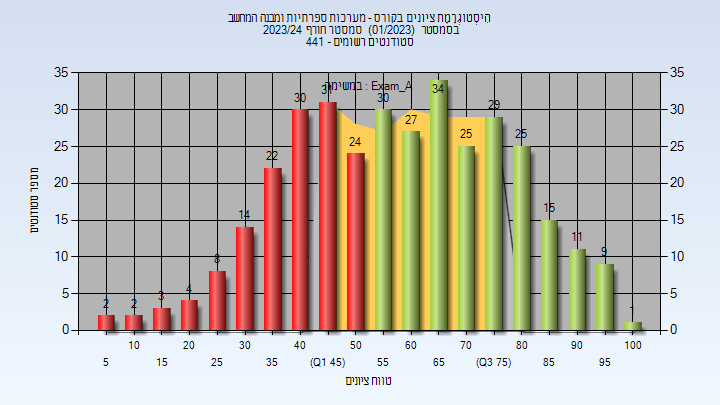 הִיסְטוֹגְרָמַת ציונים בקורס - מערכות ספרתיות ומבנה המחשב
בסמסטר (01/2023) סמסטר חורף 2023/24
סטודנטים רשומים - 441
במשימה : Exam_A
מספר סטודנטים
35 30 25 20 15 10 5 0
2 2 3 4 8 14 22 30 31 24 30 27 34 25 29 25 15 11 9 1
35 30 25 20 15 10 5 0
10 20 30 40 50 60 70 80 90 100
5 15 25 35 (Q1 45) 55 65 (Q3 75) 85 95
טווח ציונים